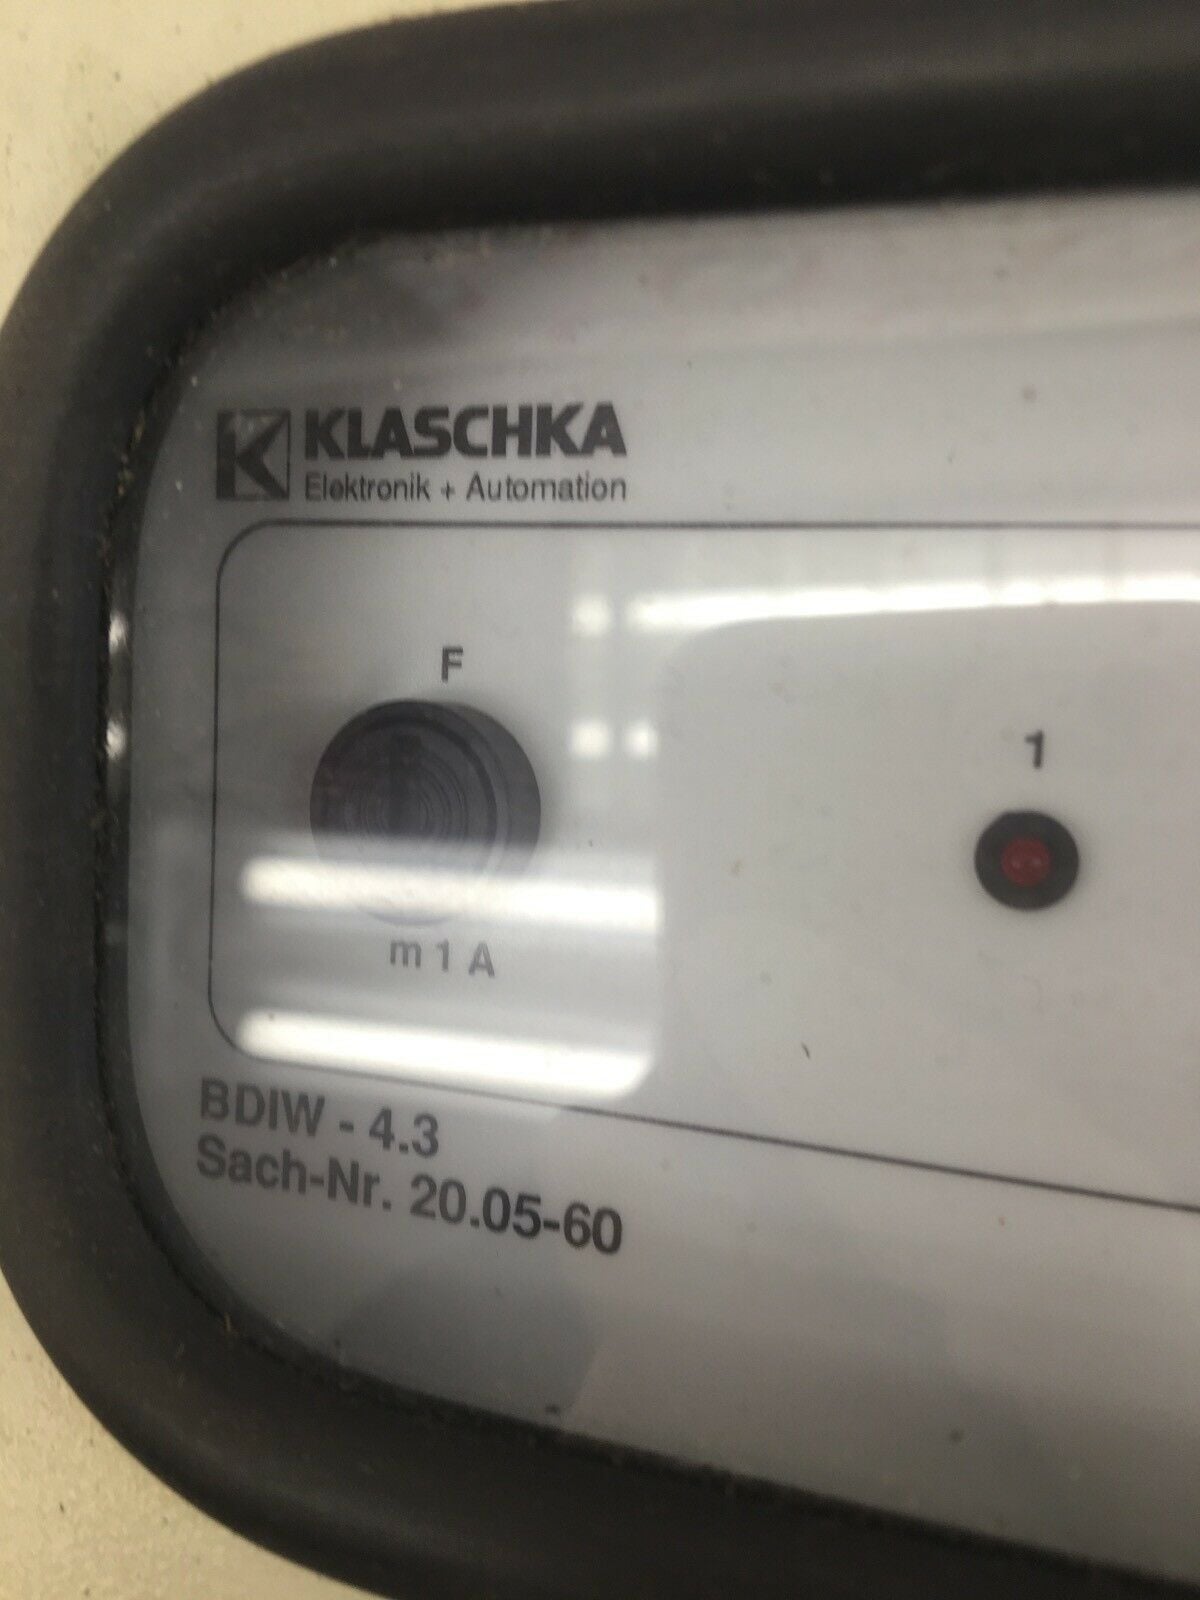 KLASCHKA
Elektronik + Automation
F
1
m 1 A
BDIW - 4.3
Sach-Nr. 20.05-60